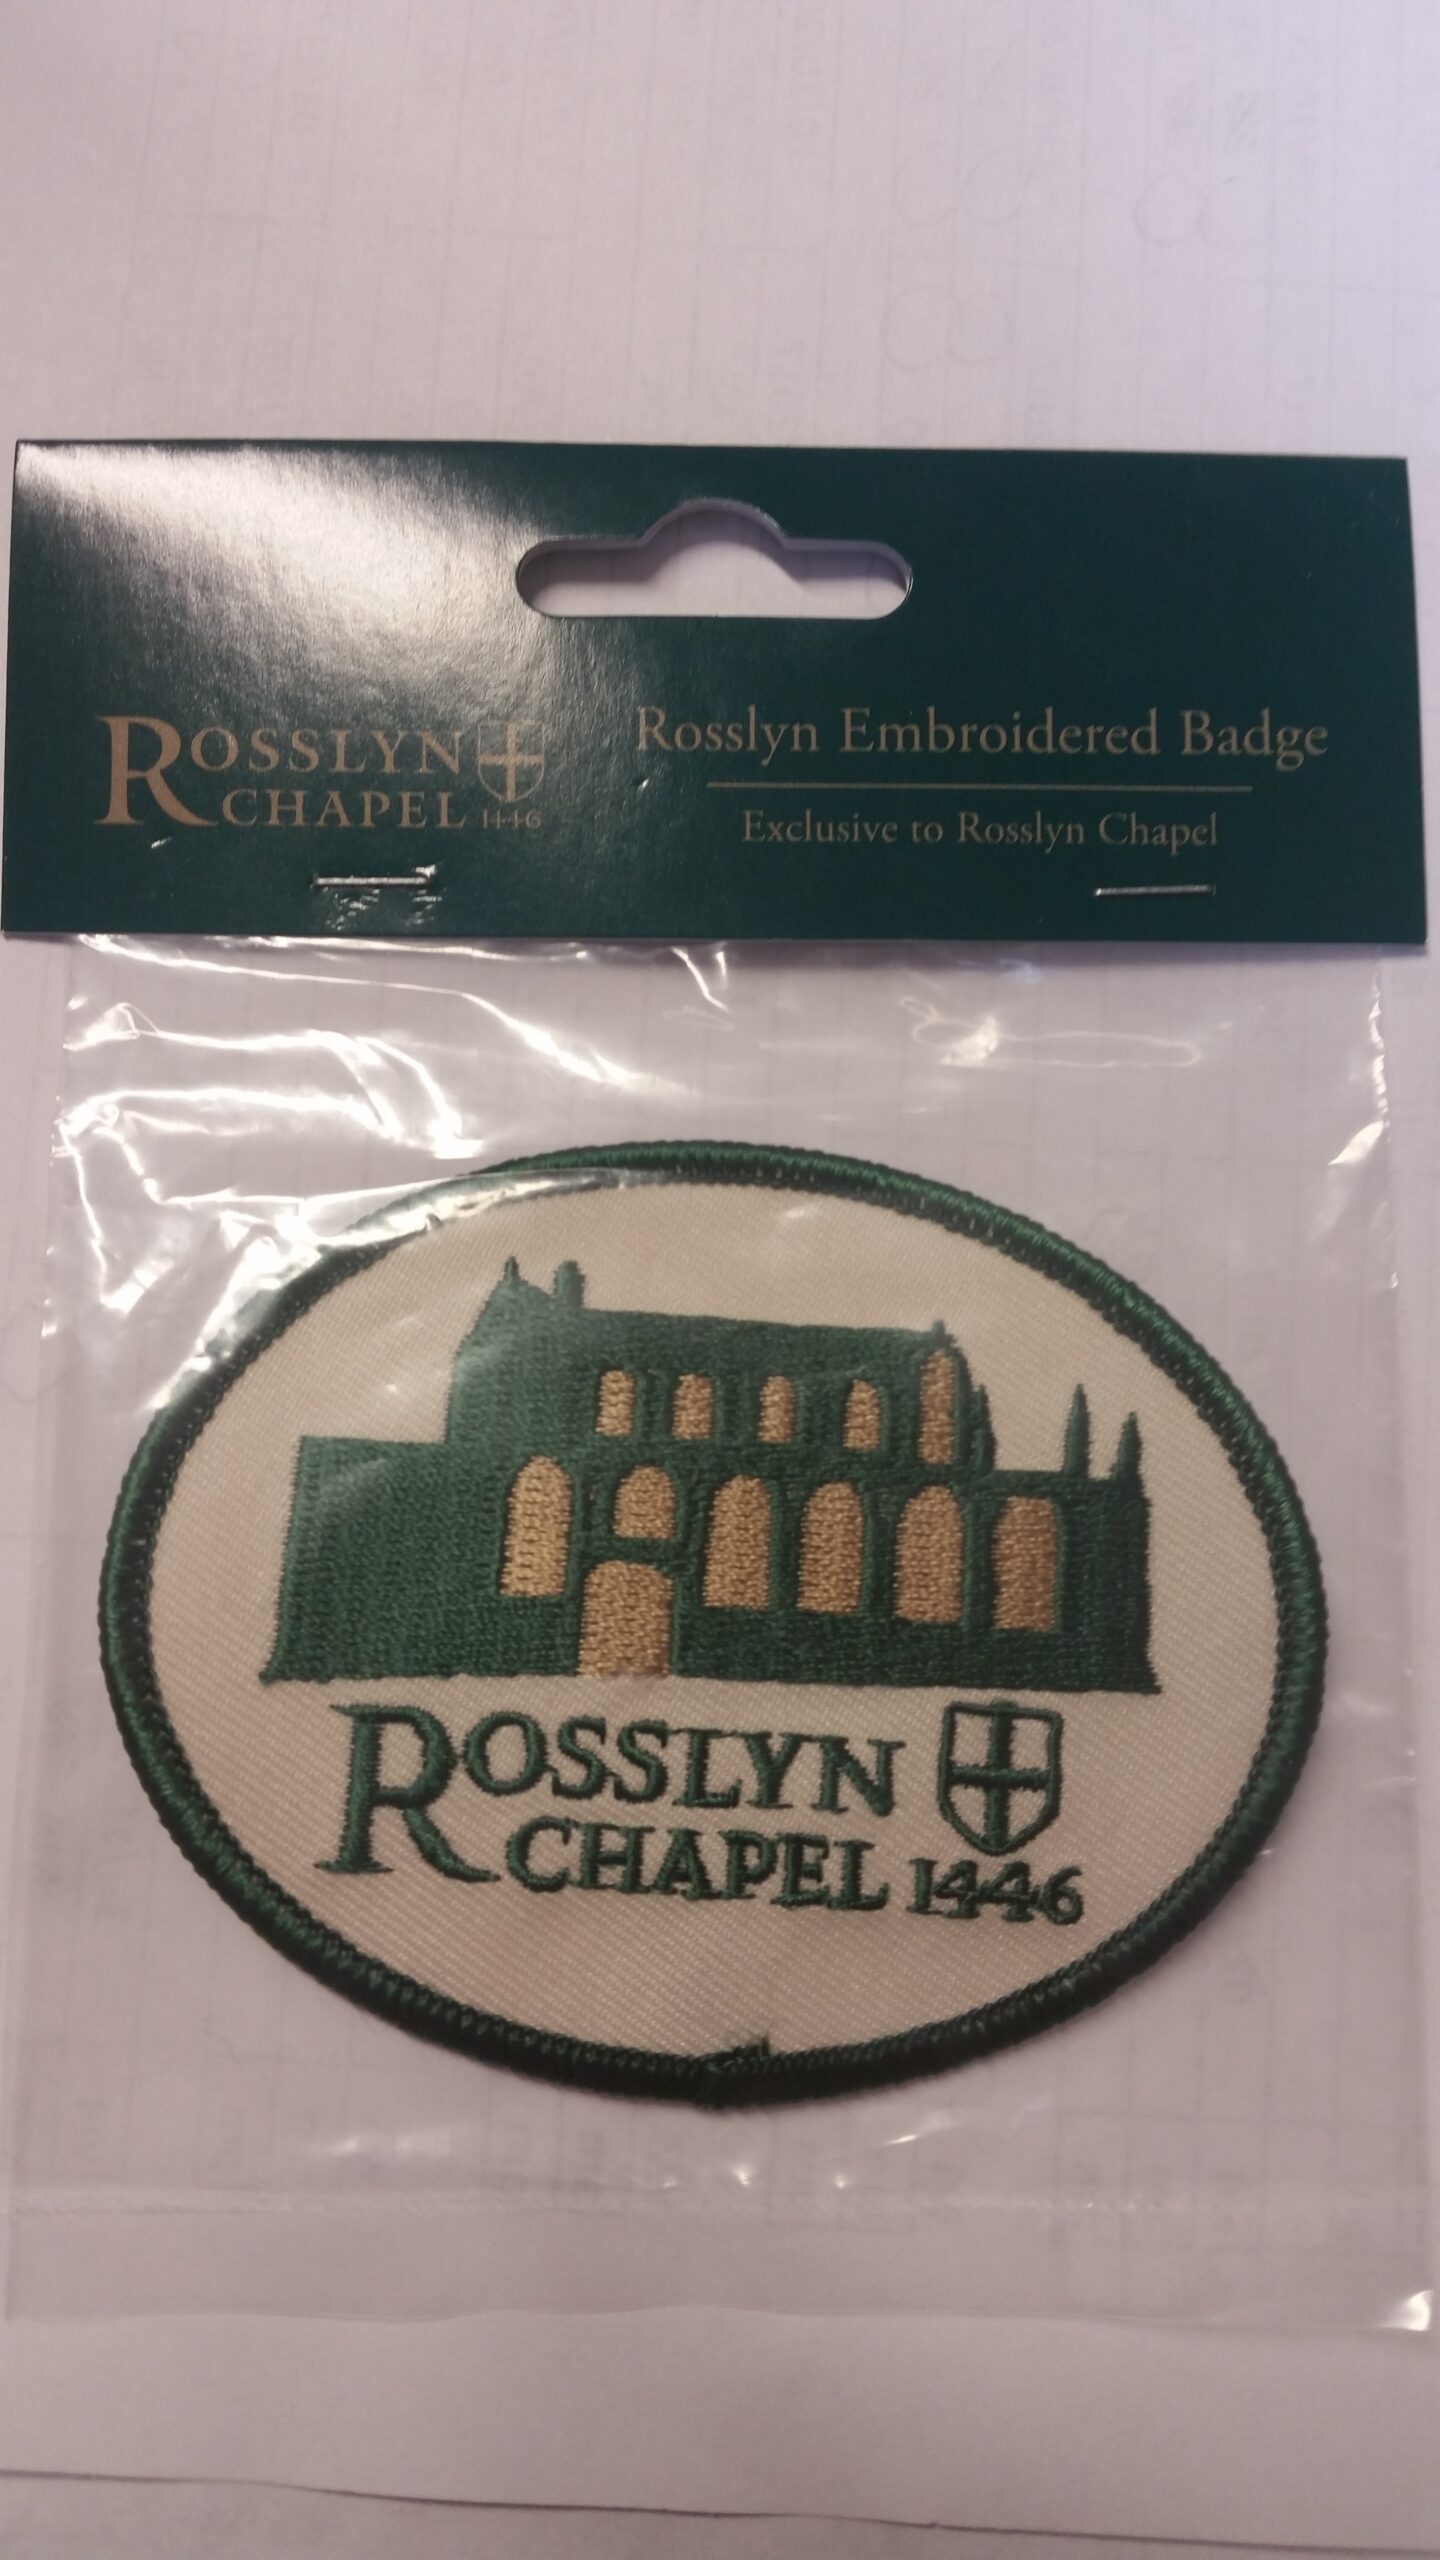 ROSSLYN
CHAPEL 1446
Rosslyn Embroidered Badge
Exclusive to Rosslyn Chapel
ROSSLYN
CHAPEL 1446